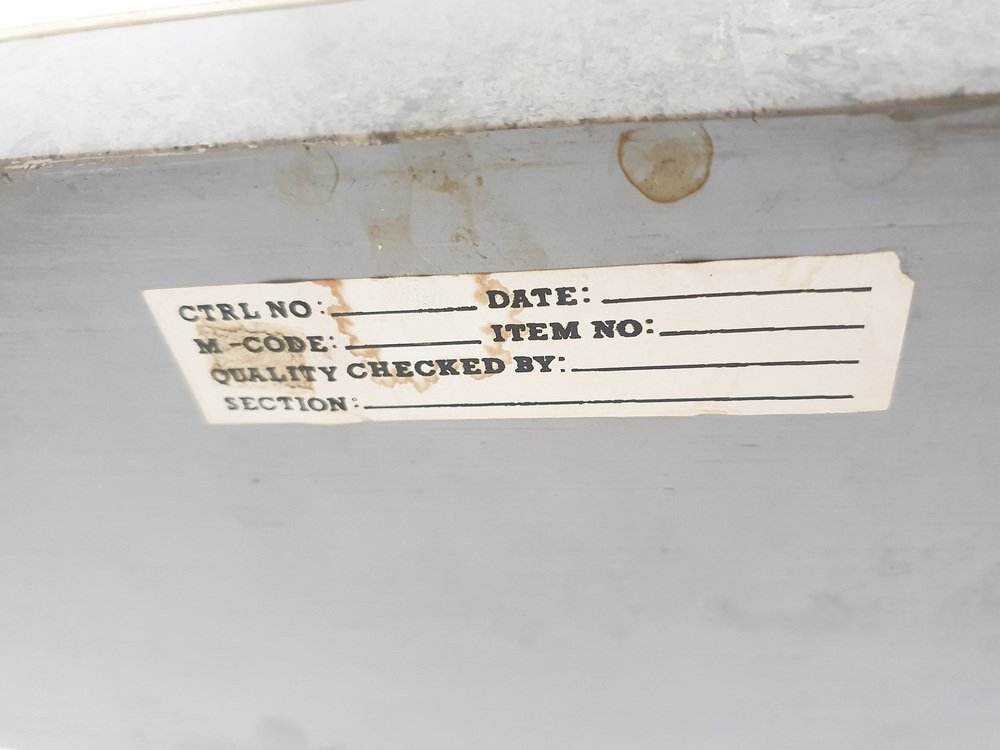 CTRL NO: DATE:
M-CODE: ITEM NO:
QUALITY CHECKED BY:
SECTION: